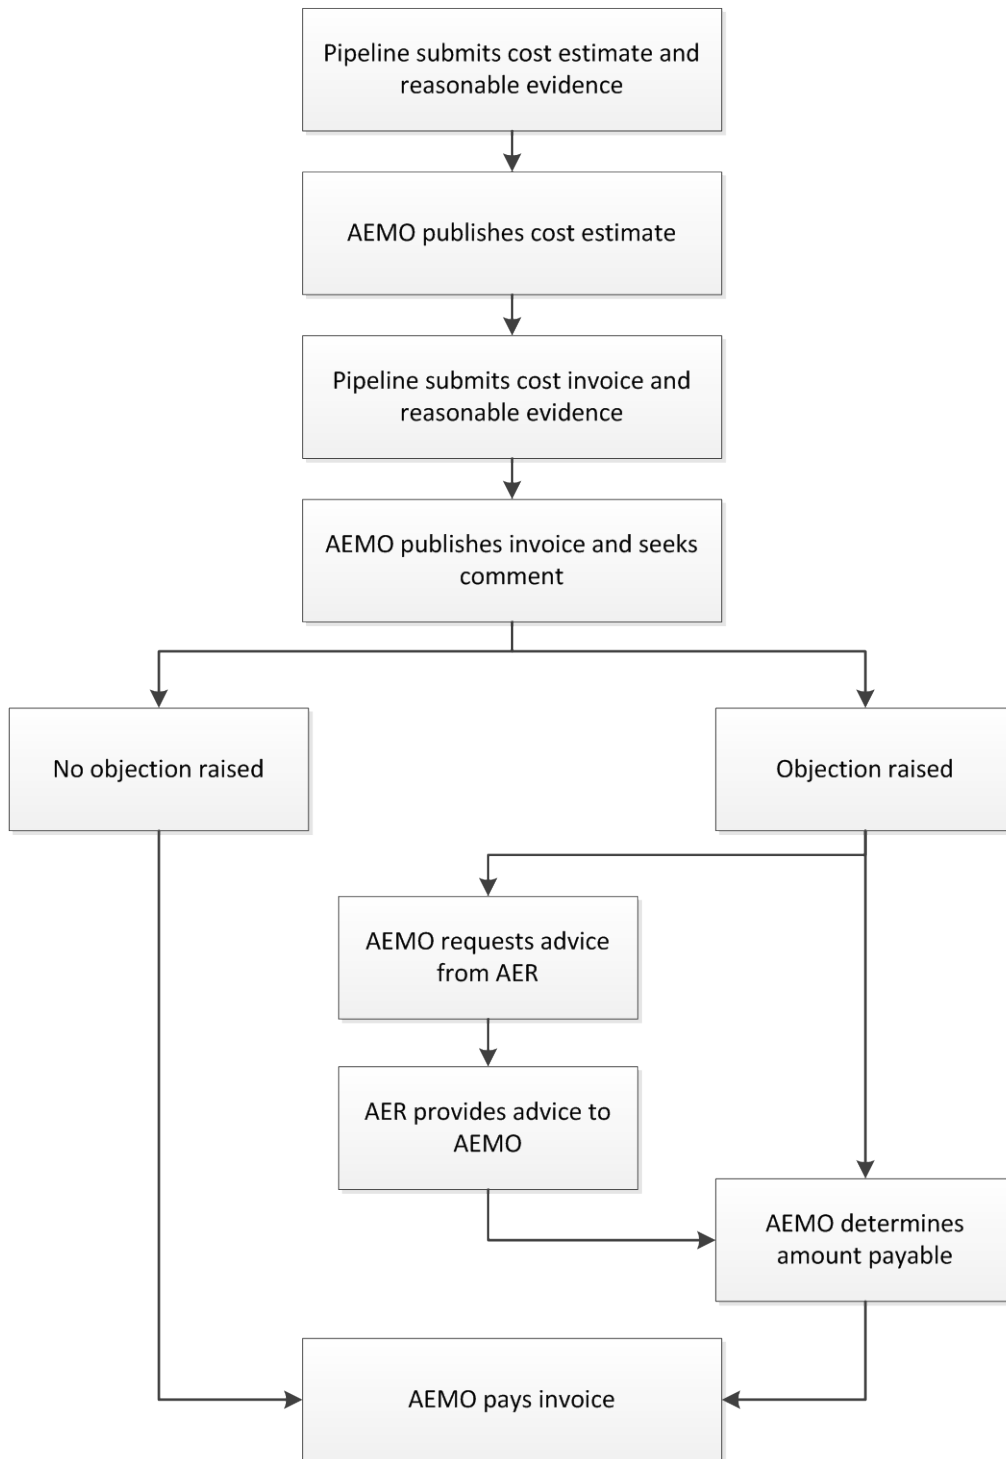 Pipeline submits cost estimate and
reasonable evidence
AEMO publishes cost estimate
Pipeline submits cost invoice and
reasonable evidence
AEMO publishes invoice and seeks
comment
No objection raised
Objection raised
AEMO requests advice
from AER
AER provides advice to
AEMO
AEMO determines
amount payable
AEMO pays invoice